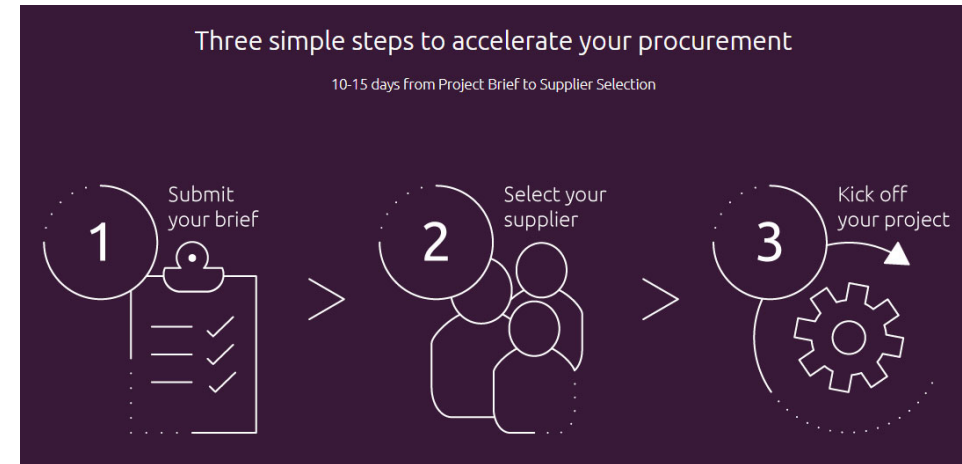 Three simple steps to accelerate your procurement
10-15 days from Project Brief to Supplier Selection
1
Submit
your brief
>
2
Select your
supplier
>
3
Kick off
your project